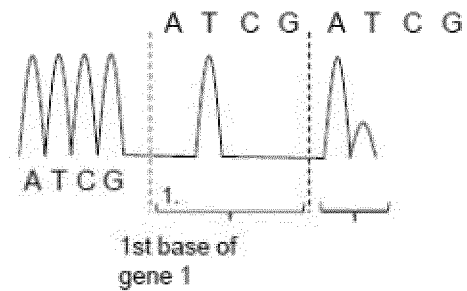 A T C G A T C G
A T C G
1.
1st base of
gene 1